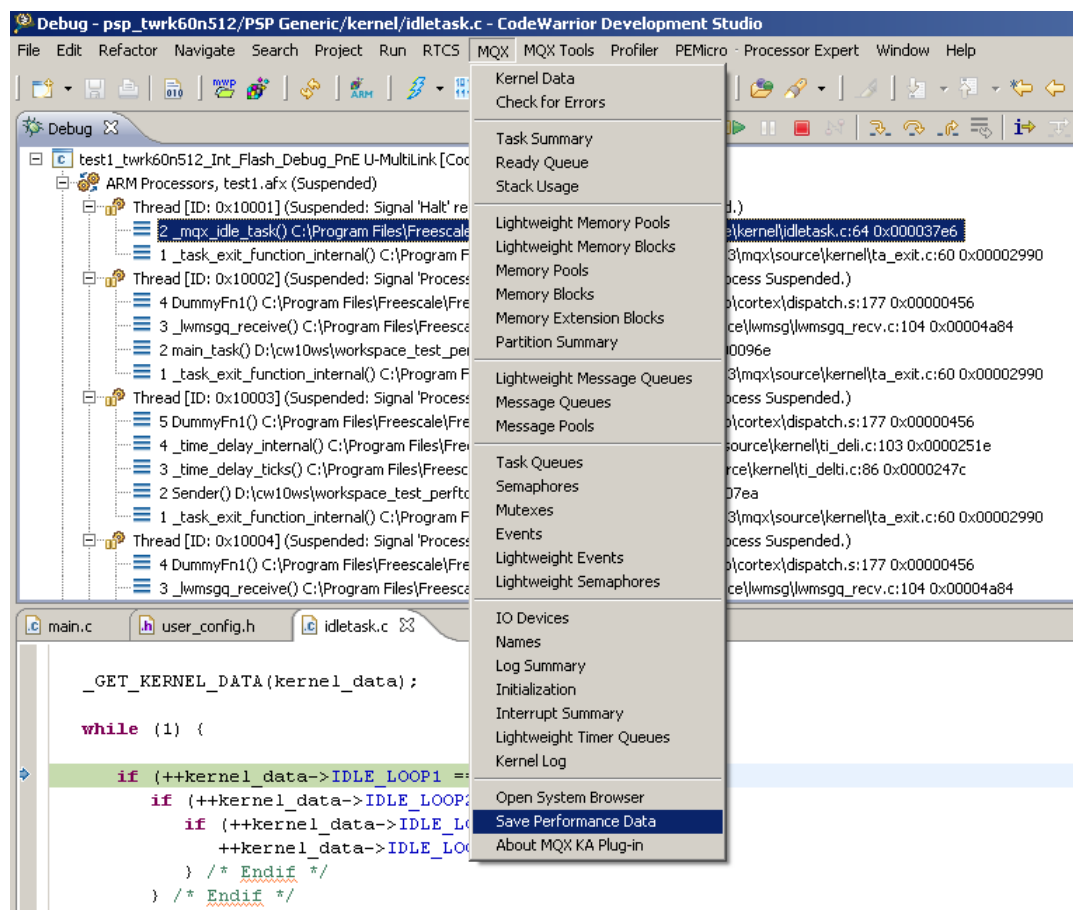 Debug - psp_twrk60n512/PSP Generic/kernel/idletask.c - CodeWarrior Development Studio
File Edit Refactor Navigate Search Project Run RTCS MQX MQX Tools Profiler PEMicro Processor Expert Window Help
Debug
test1_twrk60n512_Int_Flash_Debug_PnE U-MultiLink [Co
ARM Processors, test1.afx (Suspended)
Thread [ID: 0x10001] (Suspended: Signal 'Halt' re d.)
2 _mqx_idle_task() C:\Program Files\Freescale e\kernel\idletask.c:64 0x000037e6
1 _task_exit_function_internal() C:\Program F 3\mqx\source\kernel\ta_exit.c:60 0x00002990
Thread [ID: 0x10002] (Suspended: Signal 'Proces ocess Suspended.)
4 DummyFn1() C:\Program Files\Freescale\Fre p\cortex\dispatch.s:177 0x00000456
3 _lwmsgq_receive() C:\Program Files\Freesca ce\lwmsg\lwmsgq_recv.c:104 0x00004a84
2 main_task() D:\cw10ws\workspace_test_per 0096e
1 _task_exit_function_internal() C:\Program F 3\mqx\source\kernel\ta_exit.c:60 0x00002990
Thread [ID: 0x10003] (Suspended: Signal 'Process ocess Suspended.)
5 DummyFn1() C:\Program Files\Freescale\Fre p\cortex\dispatch.s:177 0x00000456
4 _time_delay_internal() C:\Program Files\Fre source\kernel\ti_deli.c:103 0x0000251e
3 _time_delay_ticks() C:\Program Files\Freesc rce\kernel\ti_delti.c:86 0x0000247c
2 Sender() D:\cw10ws\workspace_test_perfto 07ea
1 _task_exit_function_internal() C:\Program F 3\mqx\source\kernel\ta_exit.c:60 0x00002990
Thread [ID: 0x10004] (Suspended: Signal 'Process ocess Suspended.)
4 DummyFn1() C:\Program Files\Freescale\Fre p\cortex\dispatch.s:177 0x00000456
3 _lwmsgq_receive() C:\Program Files\Freesca ce\lwmsg\lwmsgq_recv.c:104 0x00004a84
Kernel Data
Check for Errors
Task Summary
Ready Queue
Stack Usage
Lightweight Memory Pools
Lightweight Memory Blocks
Memory Pools
Memory Blocks
Memory Extension Blocks
Partition Summary
Lightweight Message Queues
Message Queues
Message Pools
Task Queues
Semaphores
Mutexes
Events
Lightweight Events
Lightweight Semaphores
IO Devices
Names
Log Summary
Initialization
Interrupt Summary
Lightweight Timer Queues
Kernel Log
Open System Browser
Save Performance Data
About MQX KA Plug-in
main.c user_config.h idletask.c
_GET_KERNEL_DATA(kernel_data);
while (1) {
if (++kernel_data->IDLE_LOOP1 ==
if (++kernel_data->IDLE_LOOP2
if (++kernel_data->IDLE_LO
++kernel_data->IDLE_LOO
} /* Endif */
} /* Endif */